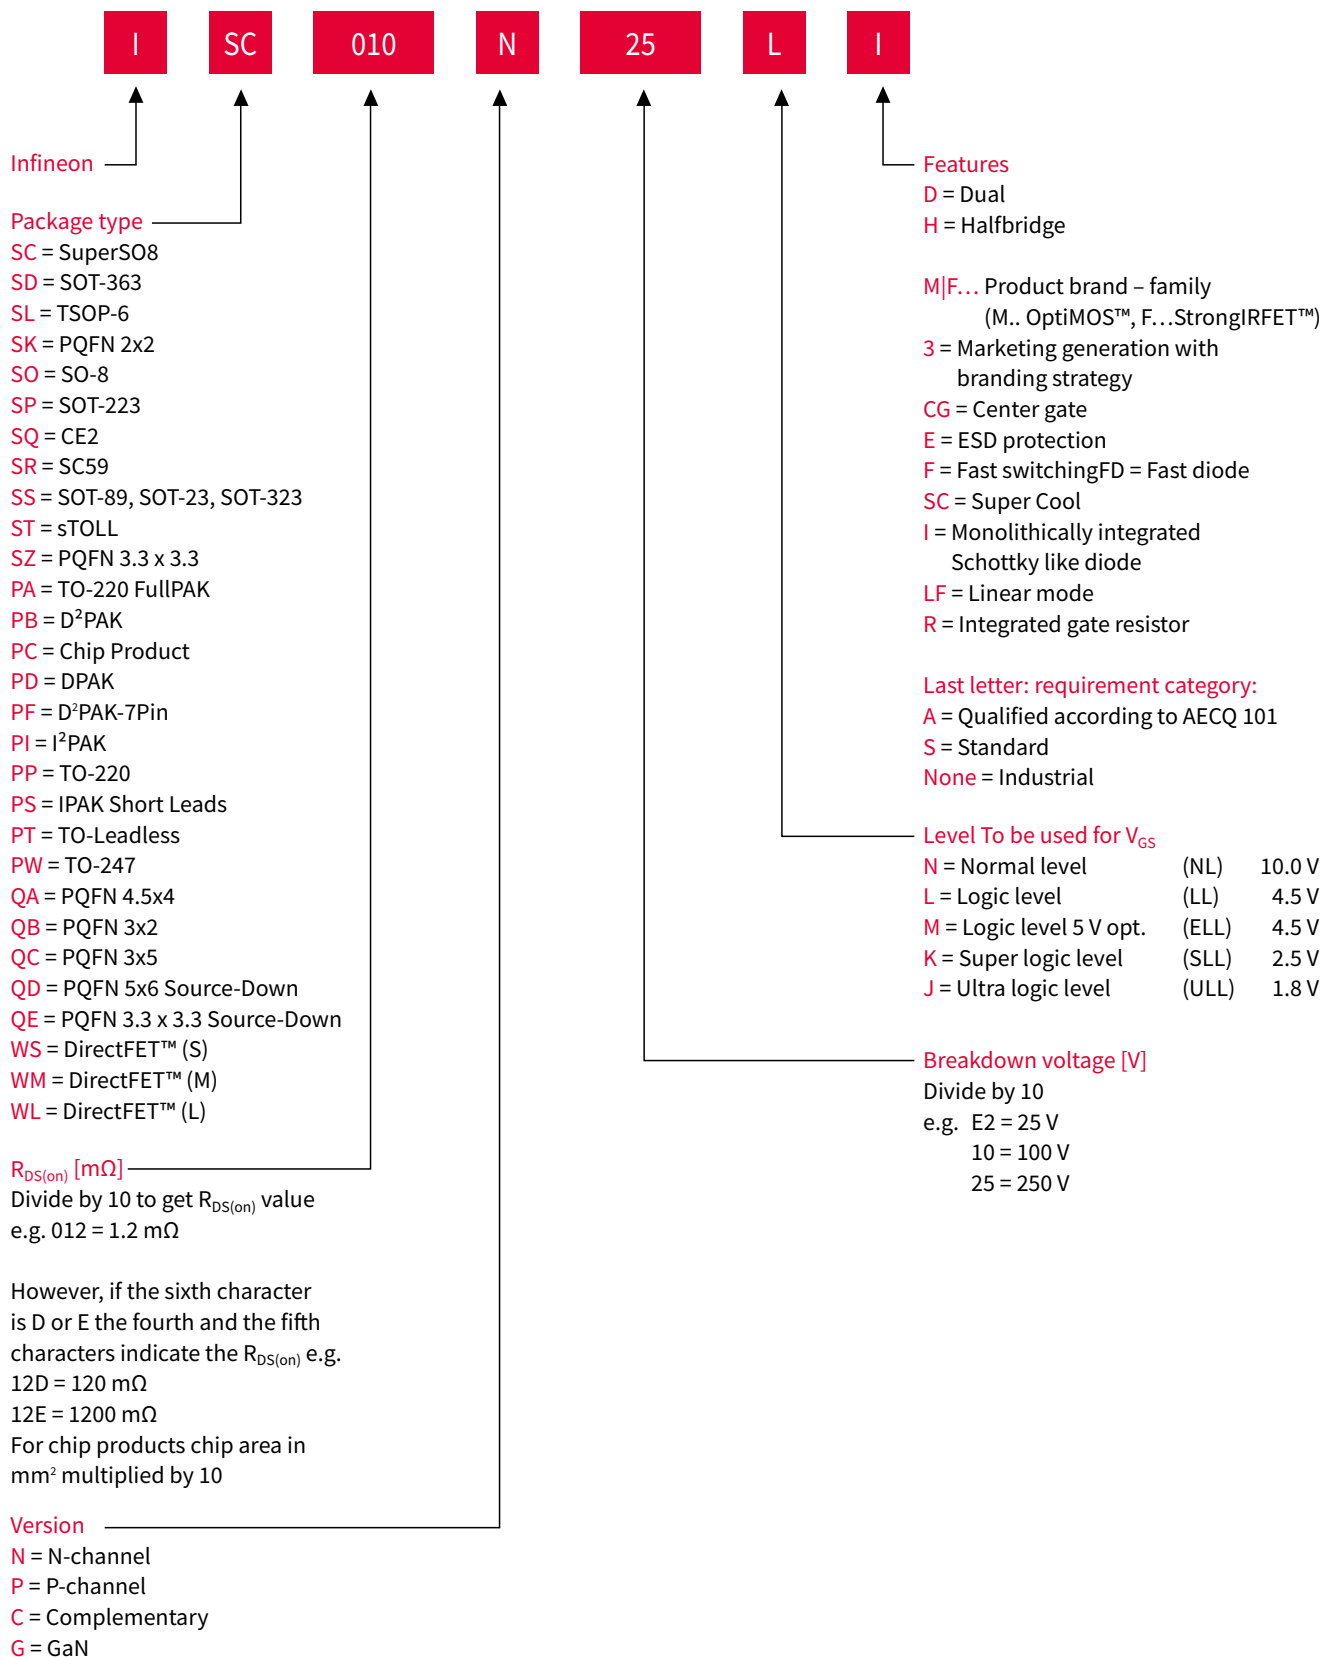 I SC 010 N 25 L I
Infineon
Package type
SC = SuperSO8
SD = SOT-363
SL = TSOP-6
SK = PQFN 2x2
SO = SO-8
SP = SOT-223
SQ = CE2
SR = SC59
SS = SOT-89, SOT-23, SOT-323
ST = sTOLL
SZ = PQFN 3.3 x 3.3
PA = TO-220 FullPAK
PB = D²PAK
PC = Chip Product
PD = DPAK
PF = D²PAK-7Pin
PI = I²PAK
PP = TO-220
PS = IPAK Short Leads
PT = TO-Leadless
PW = TO-247
QA = PQFN 4.5x4
QB = PQFN 3x2
QC = PQFN 3x5
QD = PQFN 5x6 Source-Down
QE = PQFN 3.3 x 3.3 Source-Down
WS = DirectFET™ (S)
WM = DirectFET™ (M)
WL = DirectFET™ (L)
RDS(on) [mΩ]
Divide by 10 to get RDS(on) value
e.g. 012 = 1.2 mΩ
However, if the sixth character
is D or E the fourth and the fifth
characters indicate the RDS(on) e.g.
12D = 120 mΩ
12E = 1200 mΩ
For chip products chip area in
mm² multiplied by 10
Version
N = N-channel
P = P-channel
C = Complementary
G = GaN
Features
D = Dual
H = Halfbridge
M|F… Product brand – family
(M.. OptiMOS™, F…StrongIRFET™)
3 = Marketing generation with
branding strategy
CG = Center gate
E = ESD protection
F = Fast switchingFD = Fast diode
SC = Super Cool
I = Monolithically integrated
Schottky like diode
LF = Linear mode
R = Integrated gate resistor
Last letter: requirement category:
A = Qualified according to AECQ 101
S = Standard
None = Industrial
Level To be used for VGS
N = Normal level (NL) 10.0 V
L = Logic level (LL) 4.5 V
M = Logic level 5 V opt. (ELL) 4.5 V
K = Super logic level (SLL) 2.5 V
J = Ultra logic level (ULL) 1.8 V
Breakdown voltage [V]
Divide by 10
e.g. E2 = 25 V
10 = 100 V
25 = 250 V